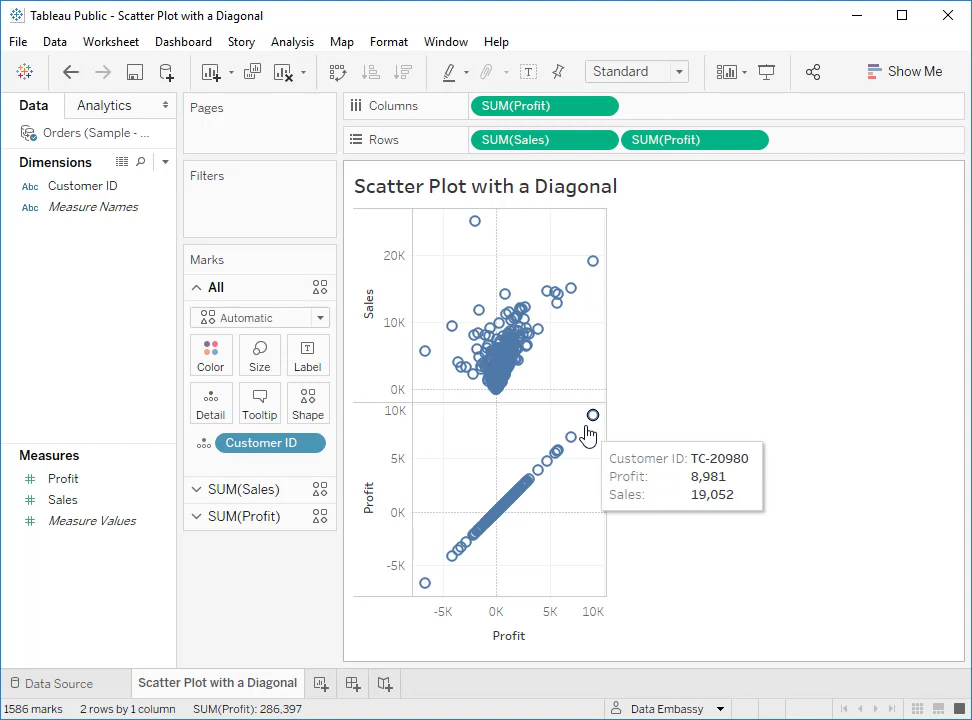 Tableau Public - Scatter Plot with a Diagonal
File Data Worksheet Dashboard Story Analysis Map Format Window Help
Standard
Show Me
Data
Analytics
Orders (Sample - ...
Dimensions
Abc Customer ID
Abc Measure Names
Measures
# Profit
# Sales
# Measure Values
Pages
Filters
Marks
All
Automatic
Color Size Label
Detail Tooltip Shape
Customer ID
SUM(Sales)
SUM(Profit)
Columns SUM(Profit)
Rows SUM(Sales) SUM(Profit)
Scatter Plot with a Diagonal
Sales
20K
10K
0K
Profit
10K
5K
0K
-5K
-5K 0K 5K 10K
Profit
Customer ID: TC-20980
Profit: 8,981
Sales: 19,052
Data Source Scatter Plot with a Diagonal
1586 marks 2 rows by 1 column SUM(Profit): 286,397 Data Embassy